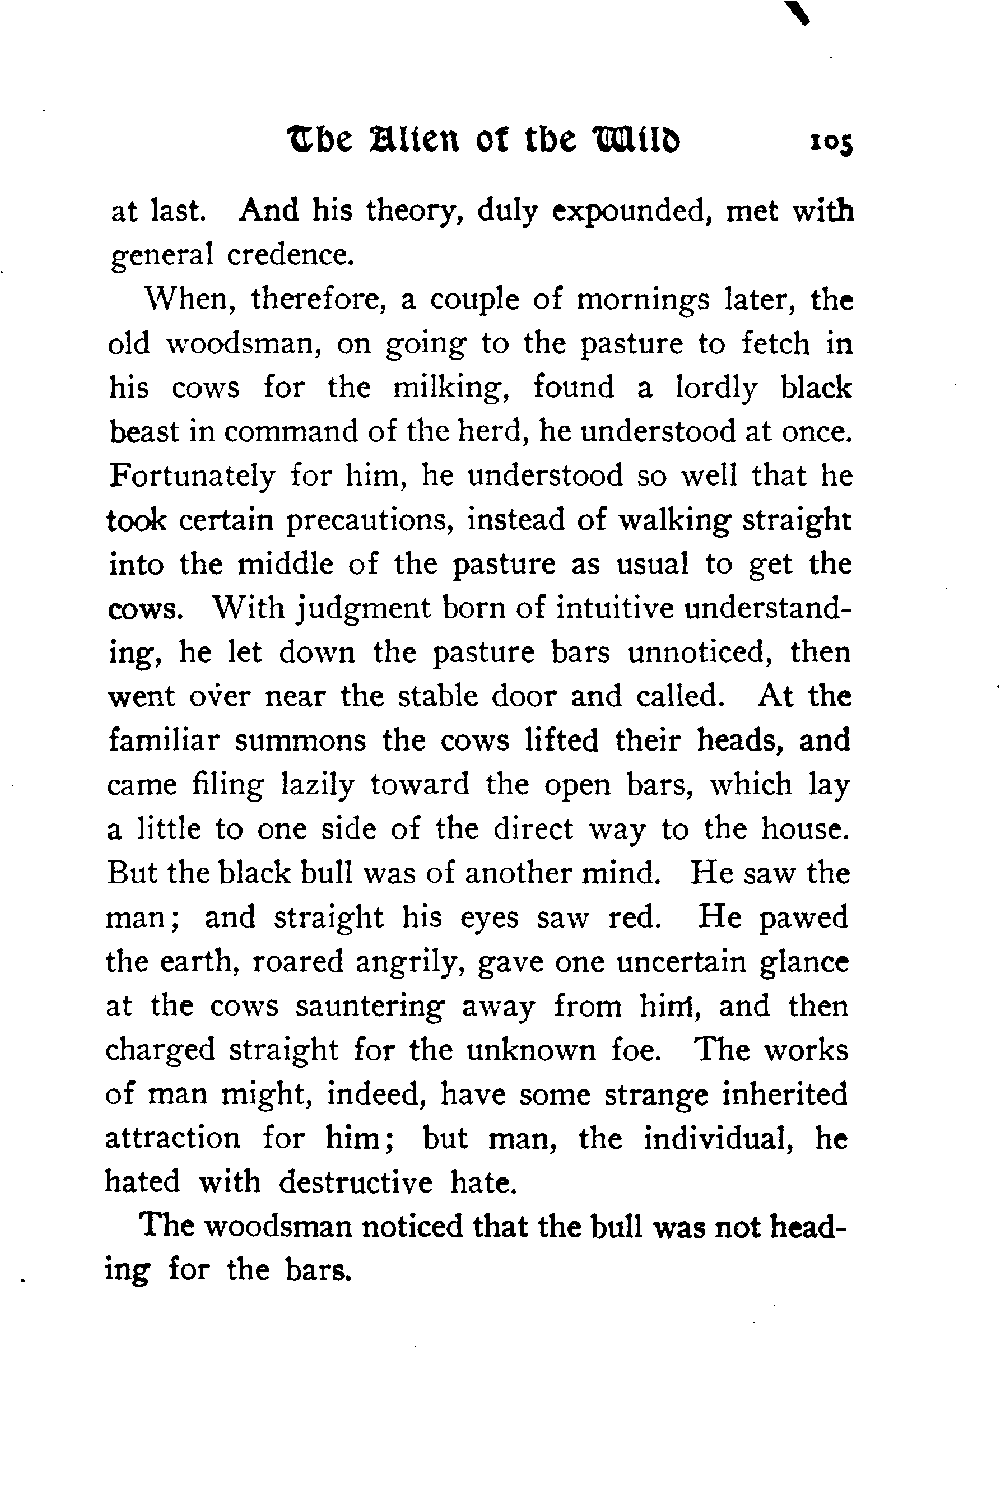 The Alien of the Wild 105
at last. And his theory, duly expounded, met with
general credence.
When, therefore, a couple of mornings later, the
old woodsman, on going to the pasture to fetch in
his cows for the milking, found a lordly black
beast in command of the herd, he understood at once.
Fortunately for him, he understood so well that he
took certain precautions, instead of walking straight
into the middle of the pasture as usual to get the
cows. With judgment born of intuitive understand-
ing, he let down the pasture bars unnoticed, then
went over near the stable door and called. At the
familiar summons the cows lifted their heads, and
came filing lazily toward the open bars, which lay
a little to one side of the direct way to the house.
But the black bull was of another mind. He saw the
man; and straight his eyes saw red. He pawed
the earth, roared angrily, gave one uncertain glance
at the cows sauntering away from him, and then
charged straight for the unknown foe. The works
of man might, indeed, have some strange inherited
attraction for him; but man, the individual, he
hated with destructive hate.
The woodsman noticed that the bull was not head-
ing for the bars.